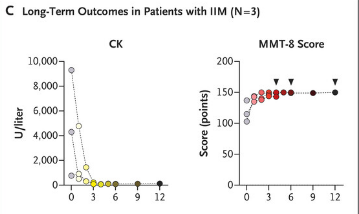 C Long-Term Outcomes in Patients with IIM (N=3)
CK
MMT-8 Score
10,000
8,000
6,000
4,000
2,000
0
U/liter
0 3 6 9 12
200
150
100
50
0
Score (points)
0 3 6 9 12